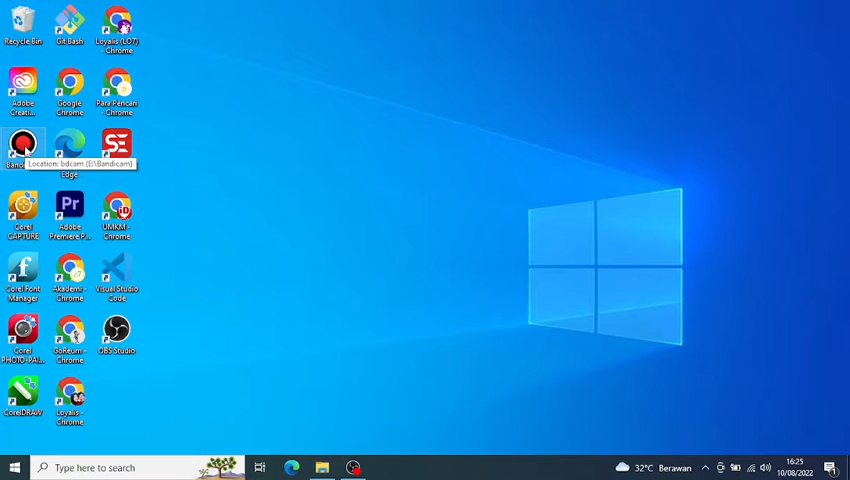 Recycle Bin
Git Bash
Loyalis (LO7)
- Chrome
Adobe
Creati...
Google
Chrome
Para Pencari
- Chrome
SE
Location: bdcam (E:\Bandicam)
Edge
Corel
CAPTURE
Pr
Adobe
Premiere P...
UMKM -
Chrome
Corel Font
Manager
Akademi -
Chrome
Visual Studio
Code
Corel
PHOTO-PAI...
GoReum -
Chrome
OBS Studio
CorelDRAW
Loyalis -
Chrome
Type here to search
32°C Berawan
16:25
10/08/2022